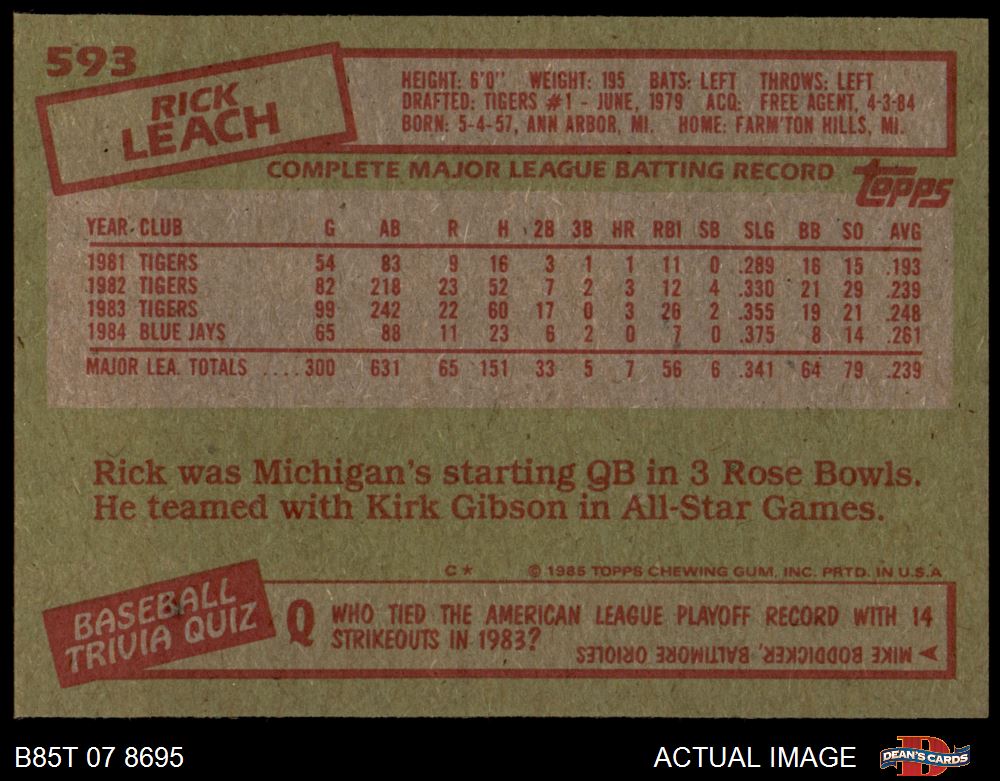 593
RICK
LEACH
HEIGHT: 6'0" WEIGHT: 195 BATS: LEFT THROWS: LEFT
DRAFTED: TIGERS #1 - JUNE, 1979 ACQ: FREE AGENT, 4-3-84
BORN: 5-4-57, ANN ARBOR, MI. HOME: FARM'TON HILLS, MI.
COMPLETE MAJOR LEAGUE BATTING RECORD
topps
YEAR CLUB G AB R H 2B 3B HR RBI SB SLG BB SO AVG
1981 TIGERS 54 83 9 16 3 1 1 11 0 .289 16 15 .193
1982 TIGERS 82 218 23 52 7 2 3 12 4 .330 21 29 .239
1983 TIGERS 99 242 22 60 17 0 3 26 2 .355 19 21 .248
1984 BLUE JAYS 65 88 11 23 6 2 0 7 0 .375 8 14 .261
MAJOR LEA. TOTALS ....300 631 65 151 33 5 7 56 6 .341 64 79 .239
Rick was Michigan's starting QB in 3 Rose Bowls.
He teamed with Kirk Gibson in All-Star Games.
C★ © 1985 TOPPS CHEWING GUM, INC. PRTD. IN U.S.A
BASEBALL
TRIVIA QUIZ
Q WHO TIED THE AMERICAN LEAGUE PLAYOFF RECORD WITH 14
STRIKEOUTS IN 1983?
MIKE BODDICKER, BALTIMORE ORIOLES
B85T 07 8695
ACTUAL IMAGE
DEAN'S CARDS